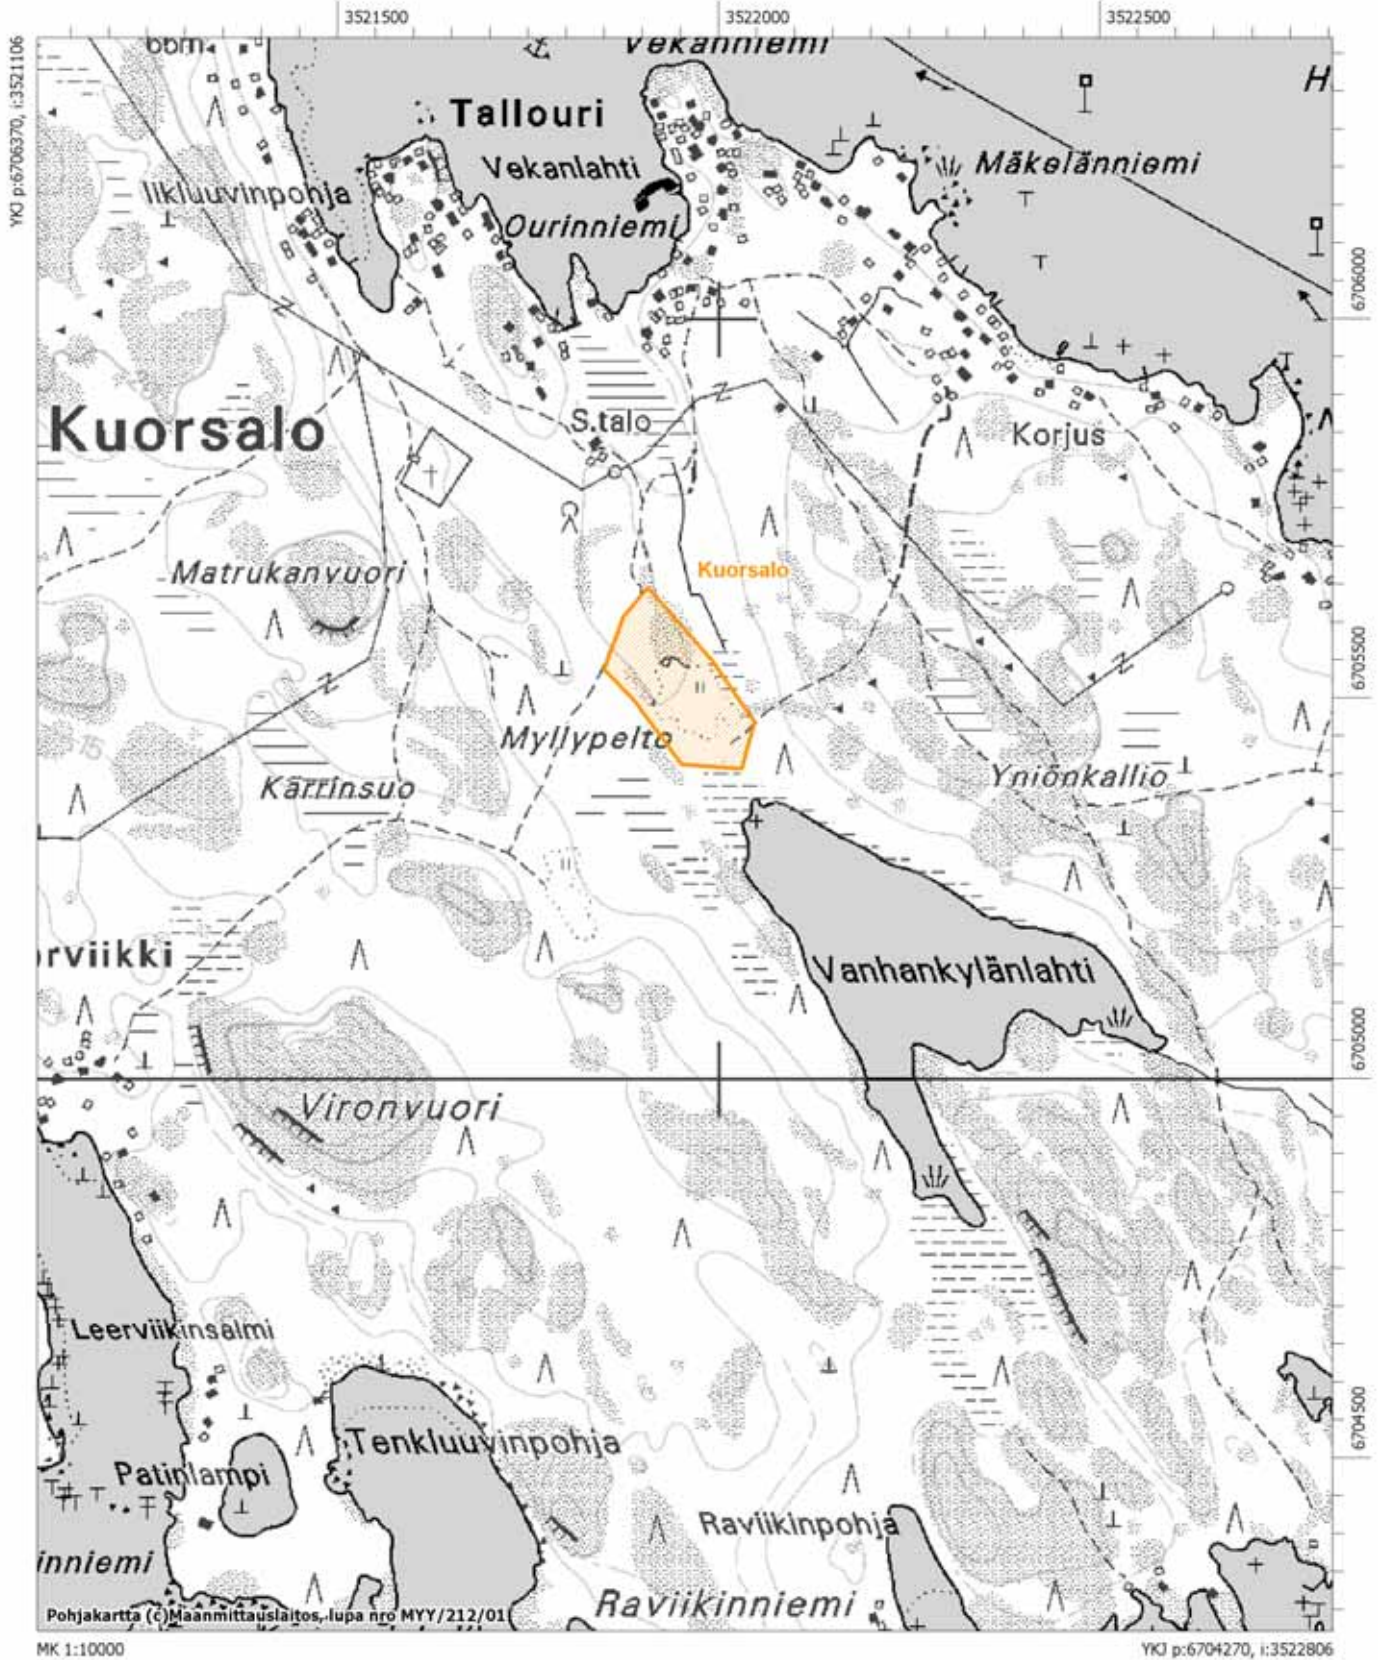 3521500
3522000
3522500
YKJ p:6706370, i:3521106
66m
Vekanniemi
H
Tallouri
Vekanlahti
Mäkelänniemi
Iikluuvinpohja
Ourinniemi
6706000
Kuorsalo
S.talo
Korjus
Matrukanvuori
Kuorsalo
6705500
Myllypelto
15
Kärrinsuo
Yniönkallio
rviikki
Vanhankylänlahti
6705000
Vironvuori
Leerviikinsalmi
6704500
Tenkluuvinpohja
Patinlampi
Raviikinpohja
inniemi
Raviikinniemi
Pohjakartta (c)Maanmittauslaitos, lupa nro MYY/212/01
MK 1:10000
YKJ p:6704270, i:3522806